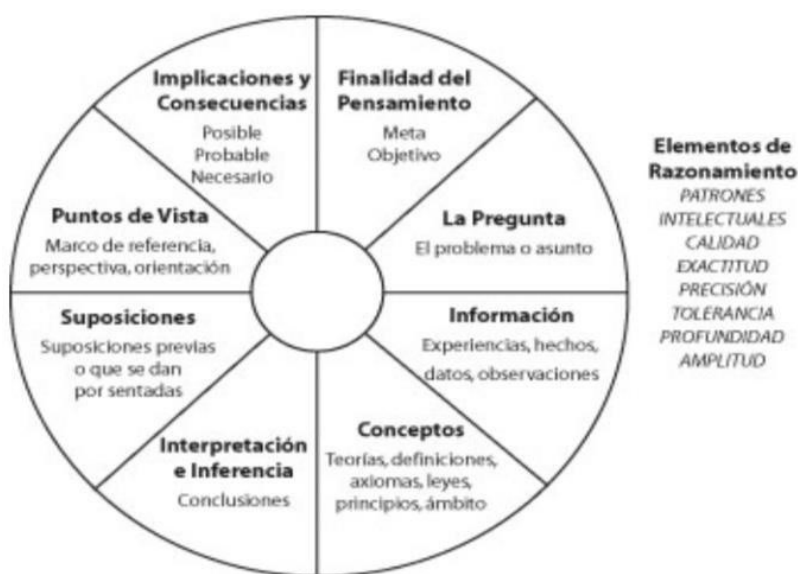 Implicaciones y
Consecuencias
Posible
Probable
Necesario
Finalidad del
Pensamiento
Meta
Objetivo
La Pregunta
El problema o asunto
Información
Experiencias, hechos,
datos, observaciones
Conceptos
Teorías, definiciones,
axiomas, leyes,
principios, ámbito
Interpretación
e Inferencia
Conclusiones
Suposiciones
Suposiciones previas
o que se dan
por sentadas
Puntos de Vista
Marco de referencia,
perspectiva, orientación
Elementos de
Razonamiento
PATRONES
INTELECTUALES
CALIDAD
EXACTITUD
PRECISIÓN
TOLERANCIA
PROFUNDIDAD
AMPLITUD